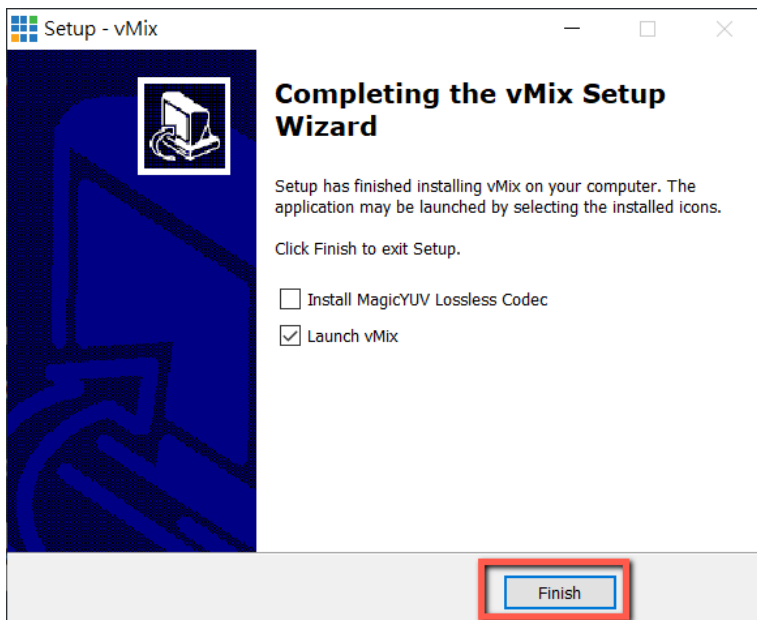 Setup - vMix
Completing the vMix Setup
Wizard
Setup has finished installing vMix on your computer. The
application may be launched by selecting the installed icons.
Click Finish to exit Setup.
Install MagicYUV Lossless Codec
Launch vMix
Finish